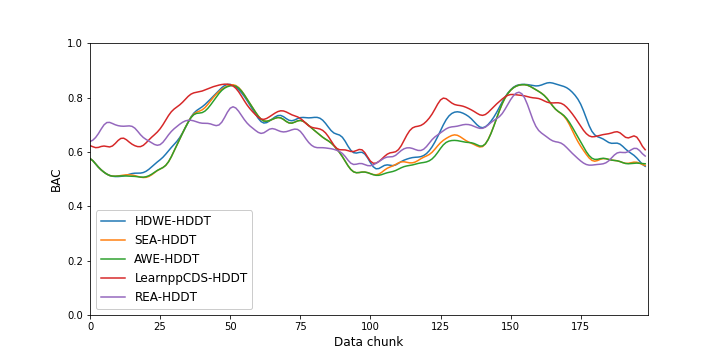 1.0
0.8
0.6
0.4
0.2
0.0
BAC
0
25
50
75
100
125
150
175
Data chunk
HDWE-HDDT
SEA-HDDT
AWE-HDDT
LearnppCDS-HDDT
REA-HDDT